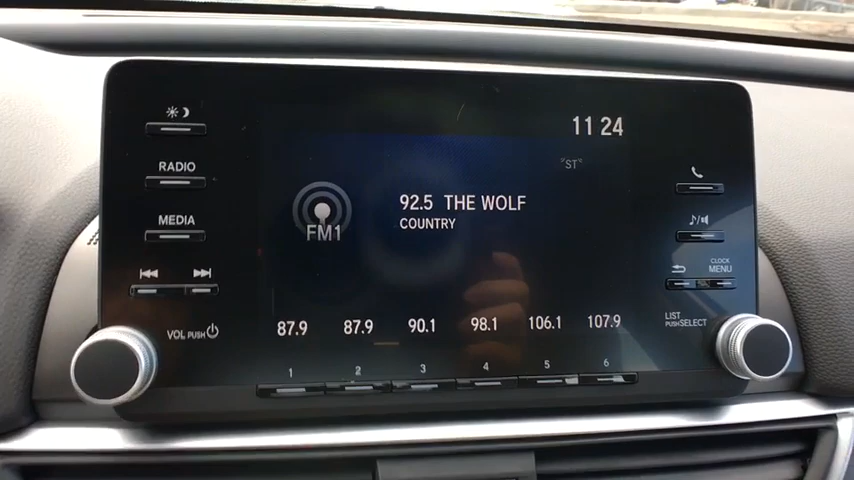 11 24
RADIO
"ST"
92.5 THE WOLF
MEDIA
COUNTRY
FM1
CLOCK
MENU
VOL PUSH
LIST
PUSH SELECT
87.9 87.9 90.1 98.1 106.1 107.9
1 2 3 4 5 6